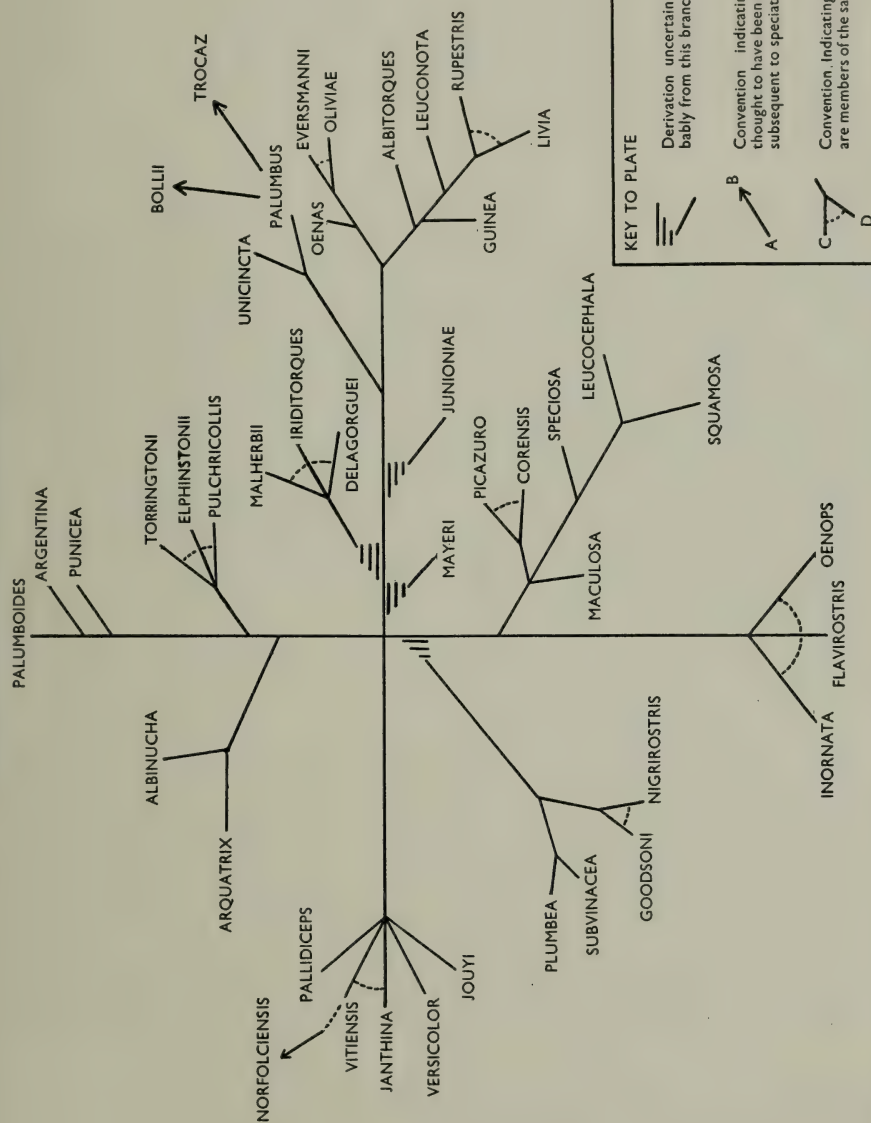 PALUMBOIDES
ARGENTINA
PUNICEA
TORRINGTONI
ELPHINSTONII
PULCHRICOLLIS
ALBINUCHA
ARQUATRIX
NORFOLCIENSIS
PALLIDICEPS
VITIENSIS
JANTHINA
VERSICOLOR
JOUYI
MALHERBII
IRIDITORQUES
DELAGORGUEI
MAYERI
JUNIONIAE
UNICINCTA
PALUMBUS
BOLLII
TROCAZ
OENAS
EVERSMANNI
OLIVIAE
ALBITORQUES
LEUCONOTA
RUPESTRIS
LIVIA
GUINEA
PICAZURO
CORENSIS
SPECIOSA
LEUCOCEPHALA
SQUAMOSA
MACULOSA
PLUMBEA
SUBVINACEA
GOODSONI
NIGRIROSTRIS
INORNATA
FLAVIROSTRIS
OENOPS
KEY TO PLATE
Derivation uncertain
bably from this branc
A
B
Convention indicatin
thought to have been
subsequent to speciat
C
D
Convention. Indicating
are members of the sa